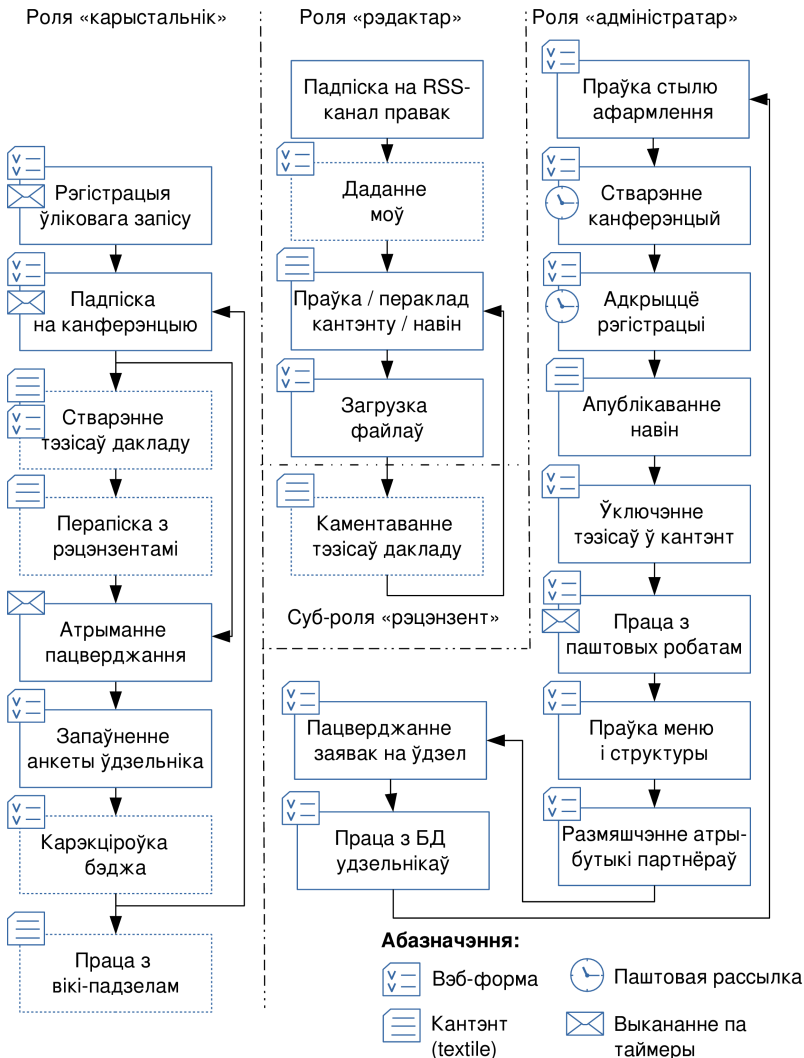 Роля «карыстальнік»
Рэгістрацыя
ўліковага запісу
Падпіска
на канферэнцыю
Стварэнне
тэзісаў дакладу
Перапіска з
рэцэнзентамі
Атрыманне
пацверджання
Запаўненне
анкеты ўдзельніка
Карэкціроўка
бэджа
Праца з
вікі-падзелам
Роля «рэдактар»
Падпіска на RSS-
канал правак
Даданне
моў
Праўка / пераклад
кантэнту / навін
Загрузка
файлаў
Каментаванне
тэзісаў дакладу
Суб-роля «рэцэнзент»
Роля «адміністратар»
Праўка стылю
афармлення
Стварэнне
канферэнцый
Адкрыццё
рэгістрацыі
Апублікаванне
навін
Ўключэнне
тэзісаў ў кантэнт
Праца з
паштовых робатам
Праўка меню
і структуры
Размяшчэнне атры-
бутыкі партнёраў
Пацверджанне
заявак на ўдзел
Праца з БД
удзельнікаў
Абазначэння:
Вэб-форма
Паштовая рассылка
Кантэнт
(textile)
Выкананне па
таймеры